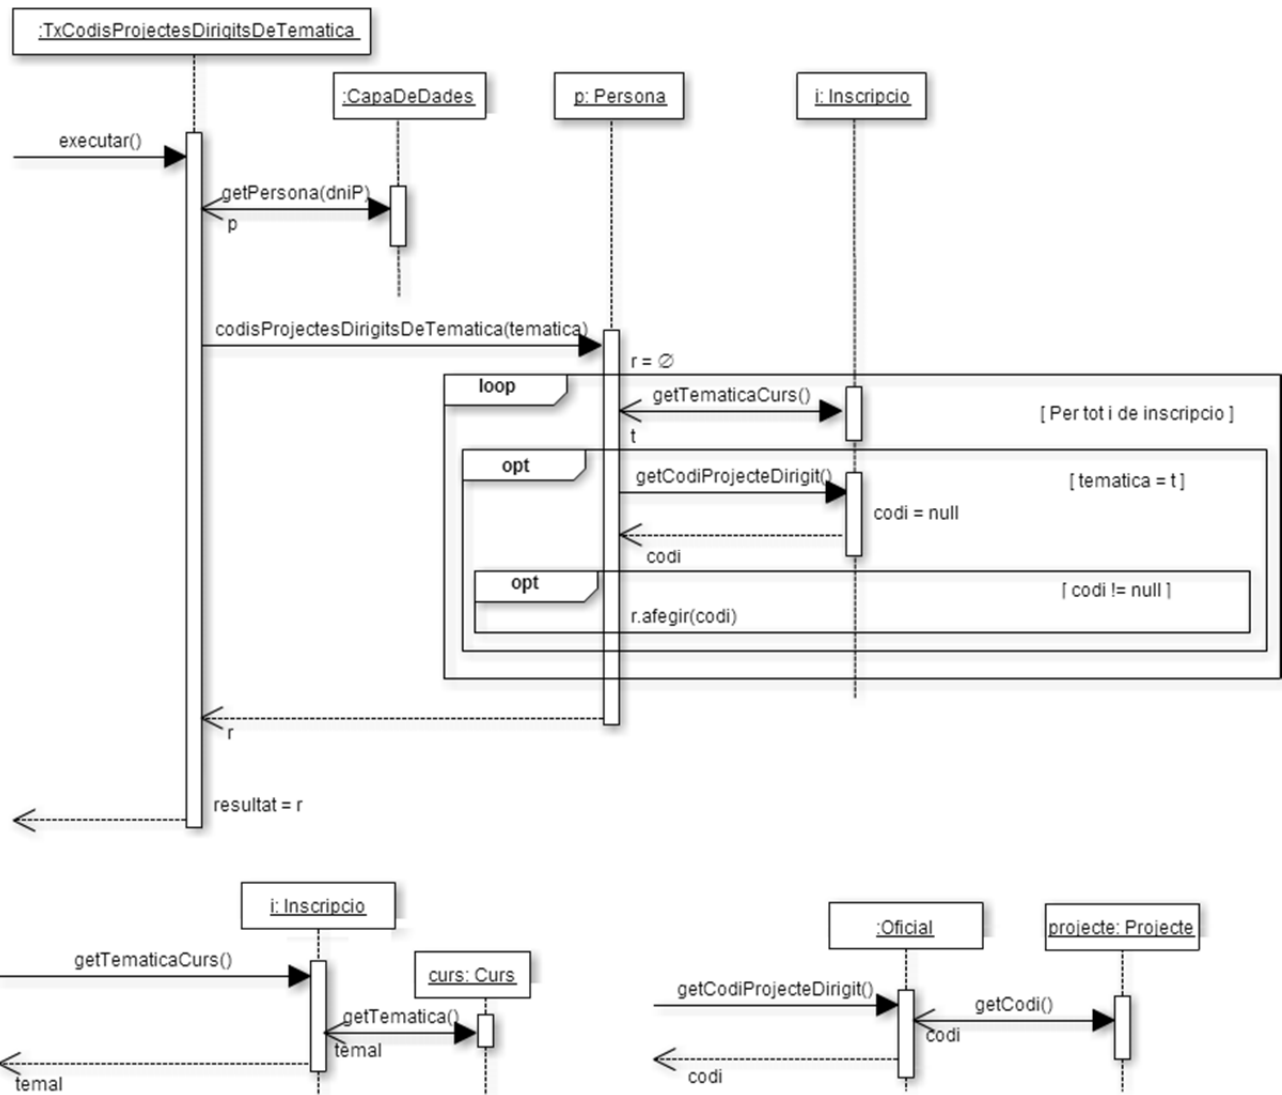 :TxCodisProjectesDirigitsDeTematica
:CapaDeDades
p: Persona
i: Inscripcio
executar()
getPersona(dniP)
p
codisProjectesDirigitsDeTematica(tematica)
r = ∅
loop
getTematicaCurs()
[ Per tot i de inscripcio ]
t
opt
getCodiProjecteDirigit()
[ tematica = t ]
codi = null
codi
opt
[ codi != null ]
r.afegir(codi)
r
resultat = r
i: Inscripcio
:Oficial
projecte: Projecte
getTematicaCurs()
curs: Curs
getCodiProjecteDirigit()
getCodi()
getTematica()
codi
temal
codi
temal